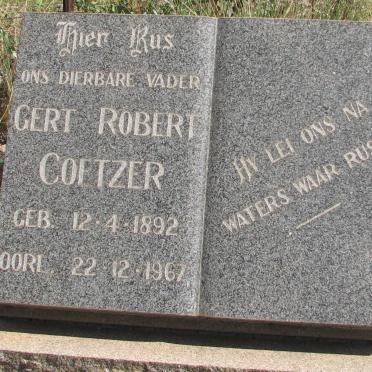 Hier Rus
ONS DIERBARE VADER
GERT ROBERT
COETZER
GEB. 12-4-1892
OORL. 22-12-1967
HY LEI ONS NA
WATERS WAAR RUS